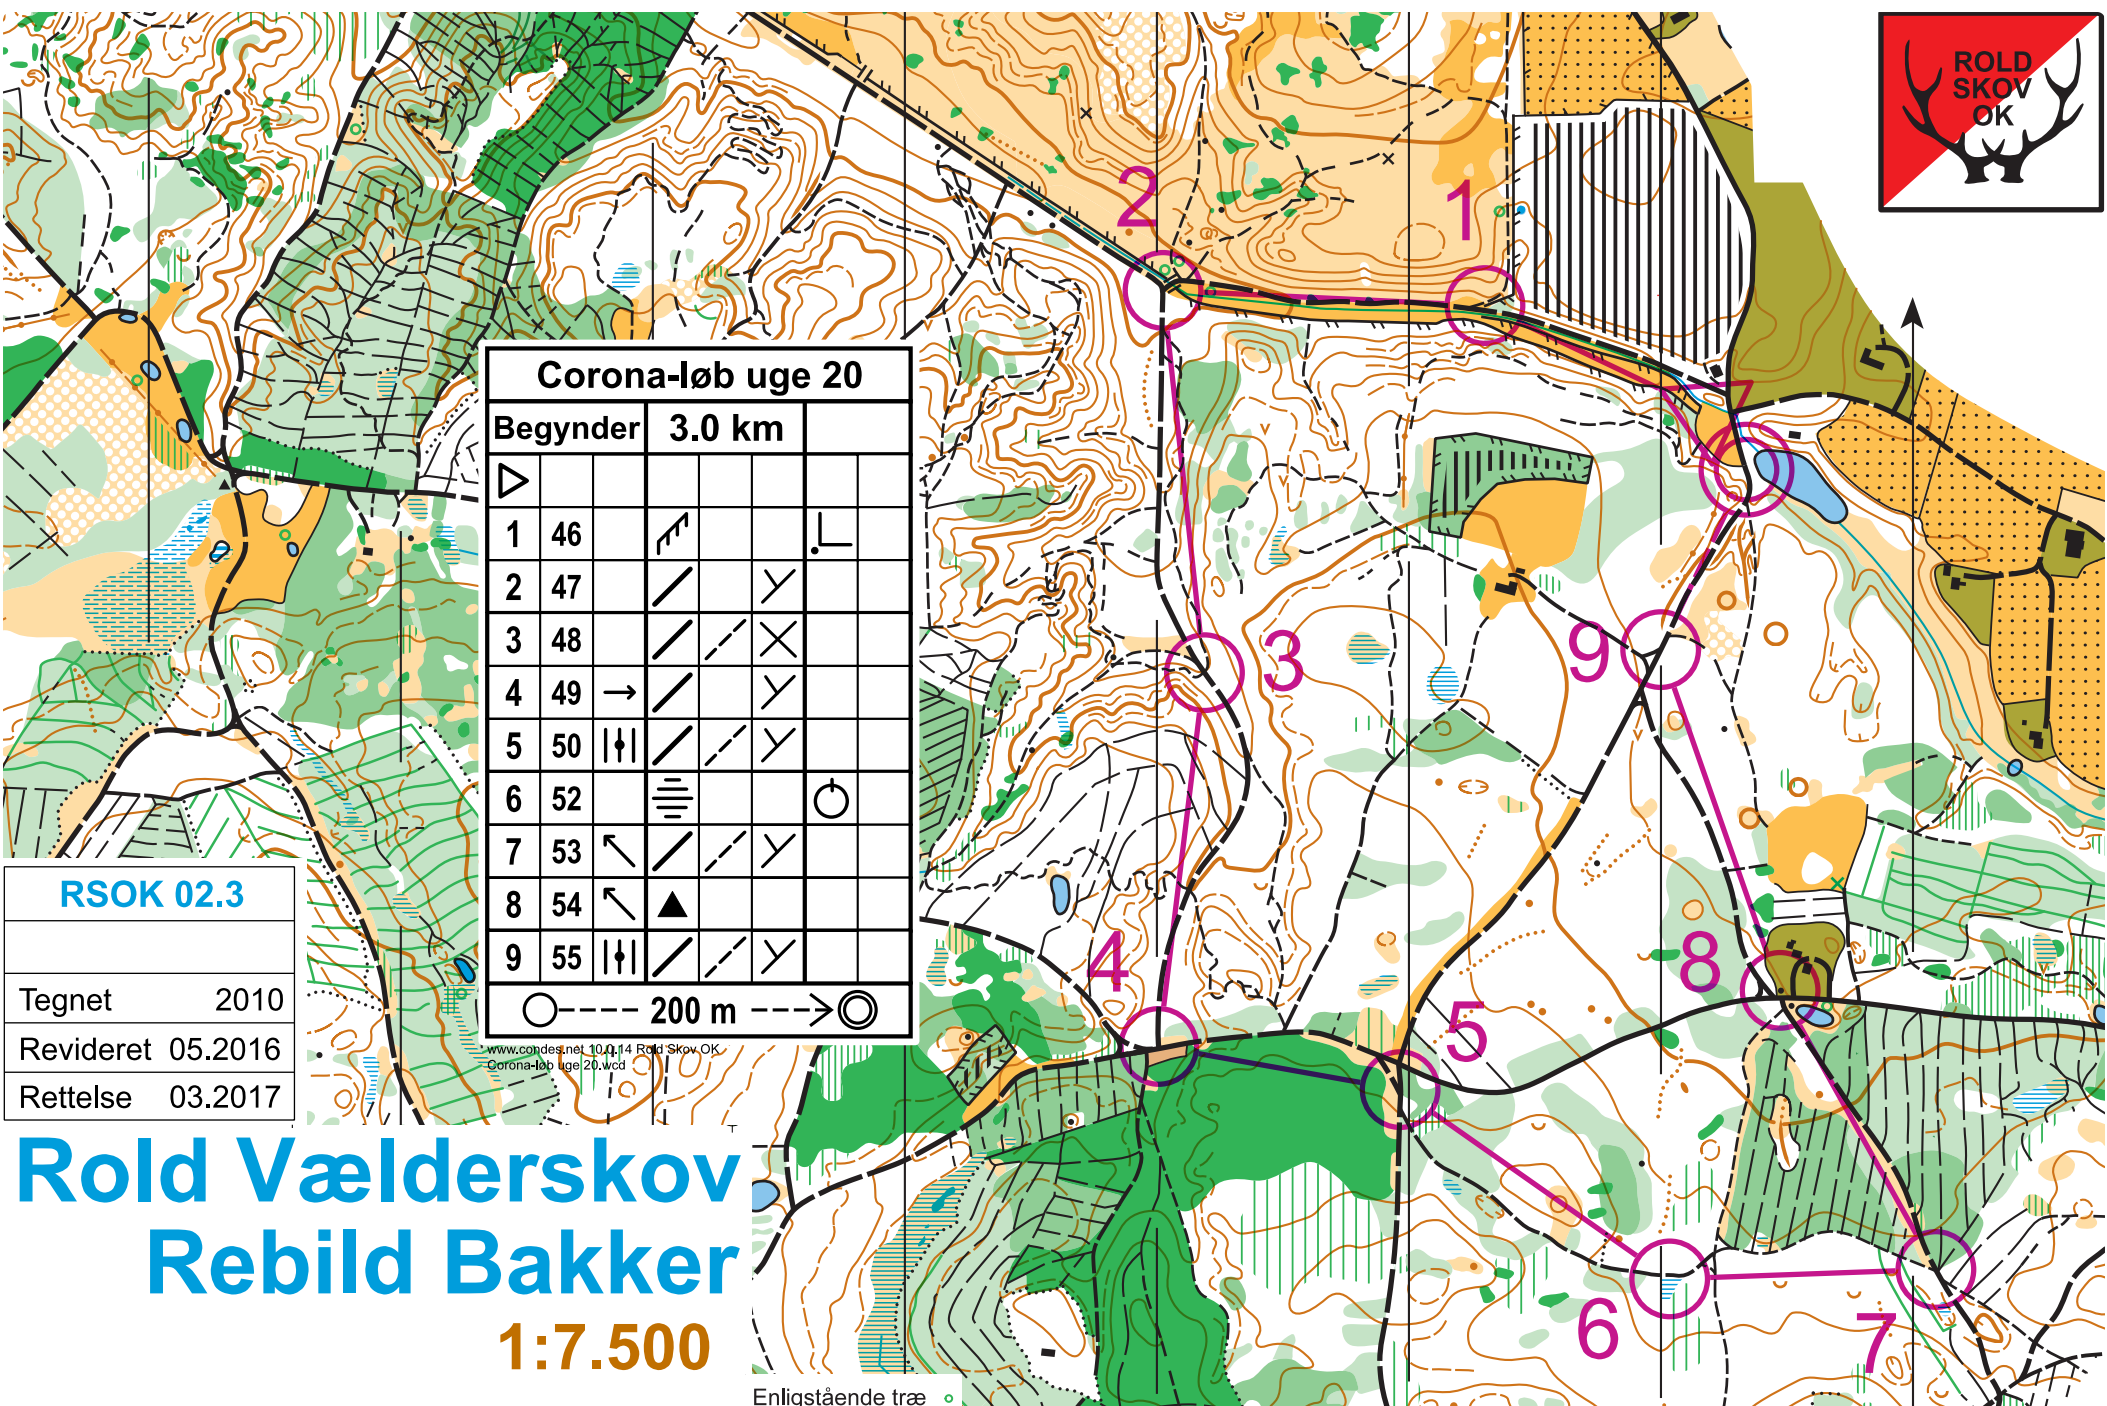 ROLD
SKOV
OK
2
1
3
9
4
5
8
6
7
Corona-løb uge 20
Begynder 3.0 km
1 46
2 47
3 48
4 49
5 50
6 52
7 53
8 54
9 55
200 m
www.condes.net 10.0.14 Rold Skov OK
Corona-løb uge 20.wcd
RSOK 02.3
Tegnet 2010
Revideret 05.2016
Rettelse 03.2017
Rold Vælderskov
Rebild Bakker
1:7.500
Enligstående træ